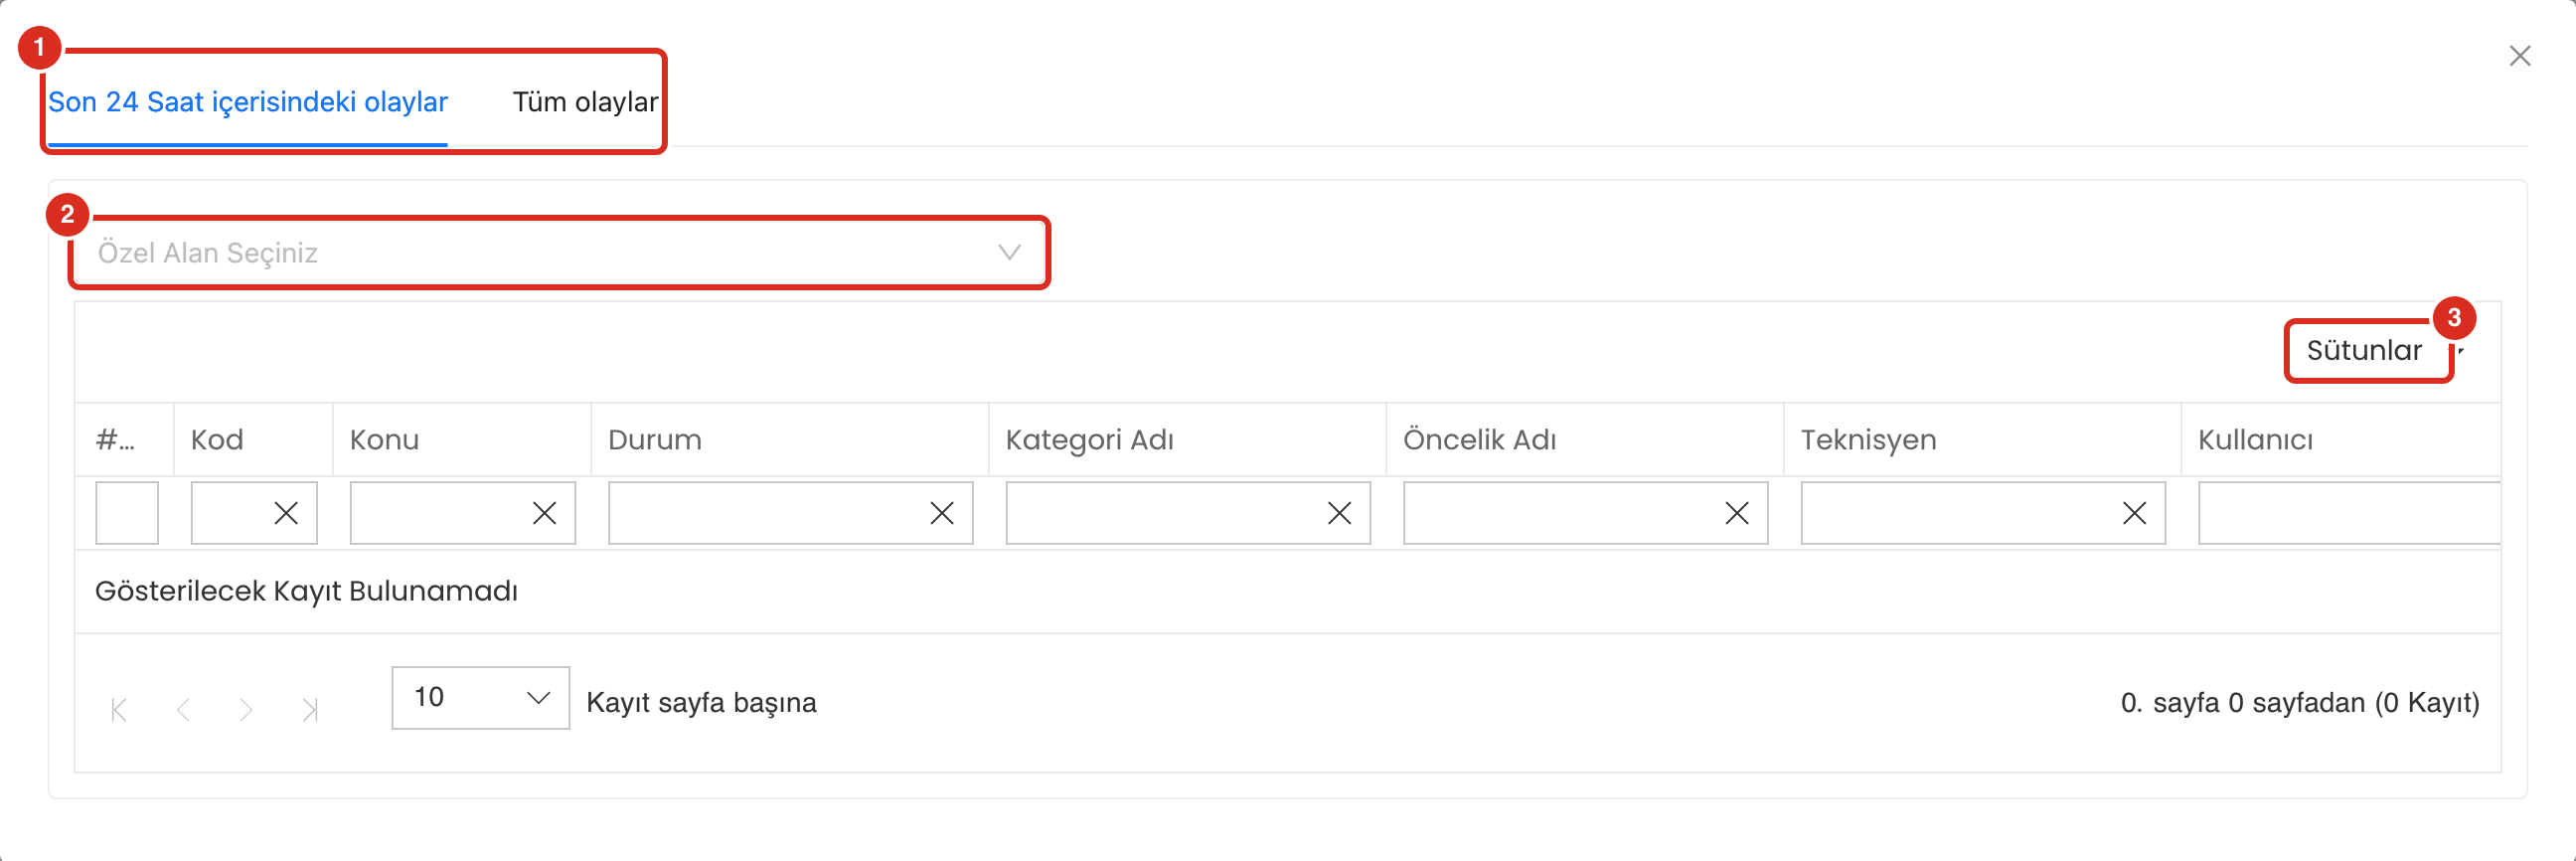 1
Son 24 Saat içerisindeki olaylar Tüm olaylar
2
Özel Alan Seçiniz
3
Sütunlar
#... Kod Konu Durum Kategori Adı Öncelik Adı Teknisyen Kullanıcı
Gösterilecek Kayıt Bulunamadı
10 Kayıt sayfa başına 0. sayfa 0 sayfadan (0 Kayıt)